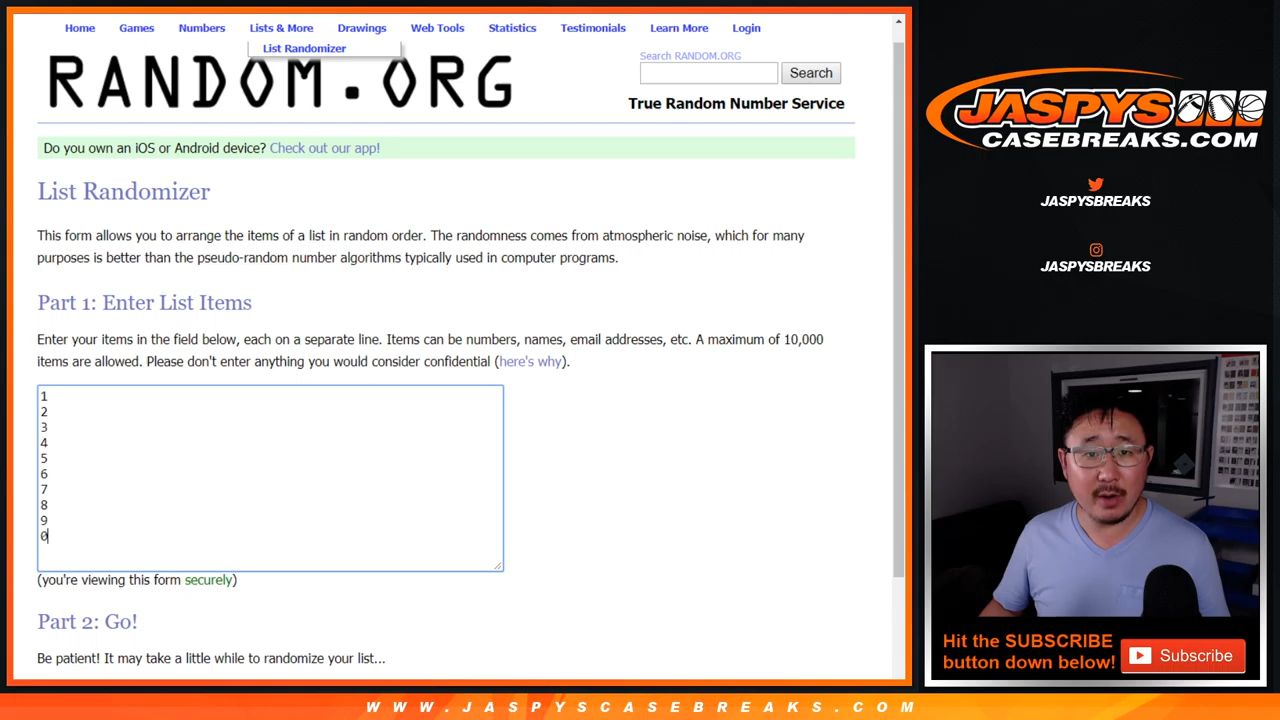 Home Games Numbers Lists & More Drawings Web Tools Statistics Testimonials Learn More Login
List Randomizer
RANDOM.ORG
Search RANDOM.ORG
Search
True Random Number Service
Do you own an iOS or Android device? Check out our app!
List Randomizer
This form allows you to arrange the items of a list in random order. The randomness comes from atmospheric noise, which for many
purposes is better than the pseudo-random number algorithms typically used in computer programs.
Part 1: Enter List Items
Enter your items in the field below, each on a separate line. Items can be numbers, names, email addresses, etc. A maximum of 10,000
items are allowed. Please don't enter anything you would consider confidential (here's why).
1
2
3
4
5
6
7
8
9
0
(you're viewing this form securely)
Part 2: Go!
Be patient! It may take a little while to randomize your list...
JASPYS
CASEBREAKS.COM
JASPYSBREAKS
JASPYSBREAKS
Hit the SUBSCRIBE
button down below!
Subscribe
WWW.JASPYSCASEBREAKS.COM